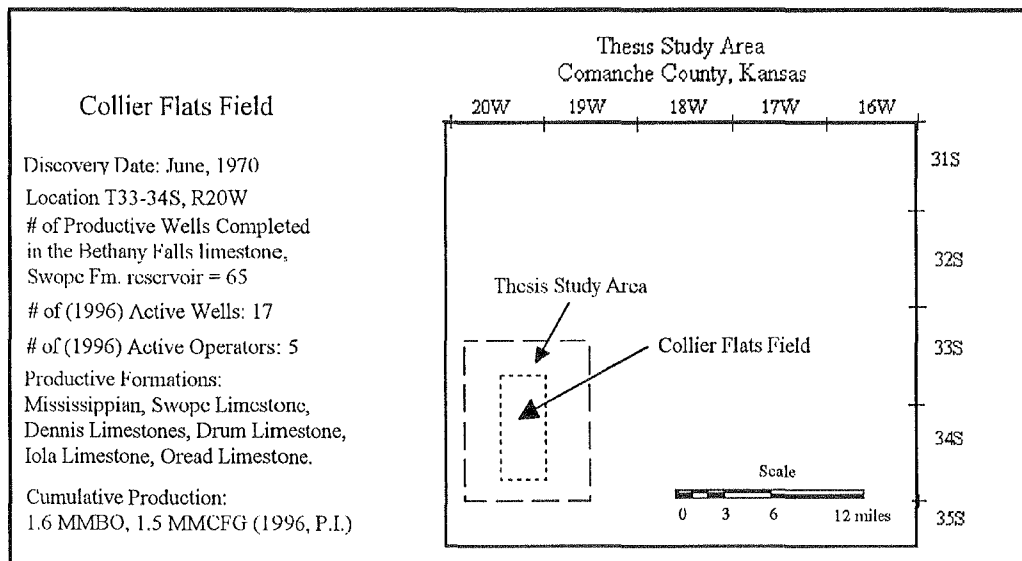 Collier Flats Field
Discovery Date: June, 1970
Location T33-34S, R20W
# of Productive Wells Completed
in the Bethany Falls limestone,
Swope Fm. reservoir = 65
# of (1996) Active Wells: 17
# of (1996) Active Operators: 5
Productive Formations:
Mississippian, Swope Limestone,
Dennis Limestones, Drum Limestone,
Iola Limestone, Oread Limestone.
Cumulative Production:
1.6 MMBO, 1.5 MMCFG (1996, P.I.)
Thesis Study Area
Comanche County, Kansas
20W 19W 18W 17W 16W
31S
32S
33S
34S
35S
Thesis Study Area
Collier Flats Field
Scale
0 3 6 12 miles